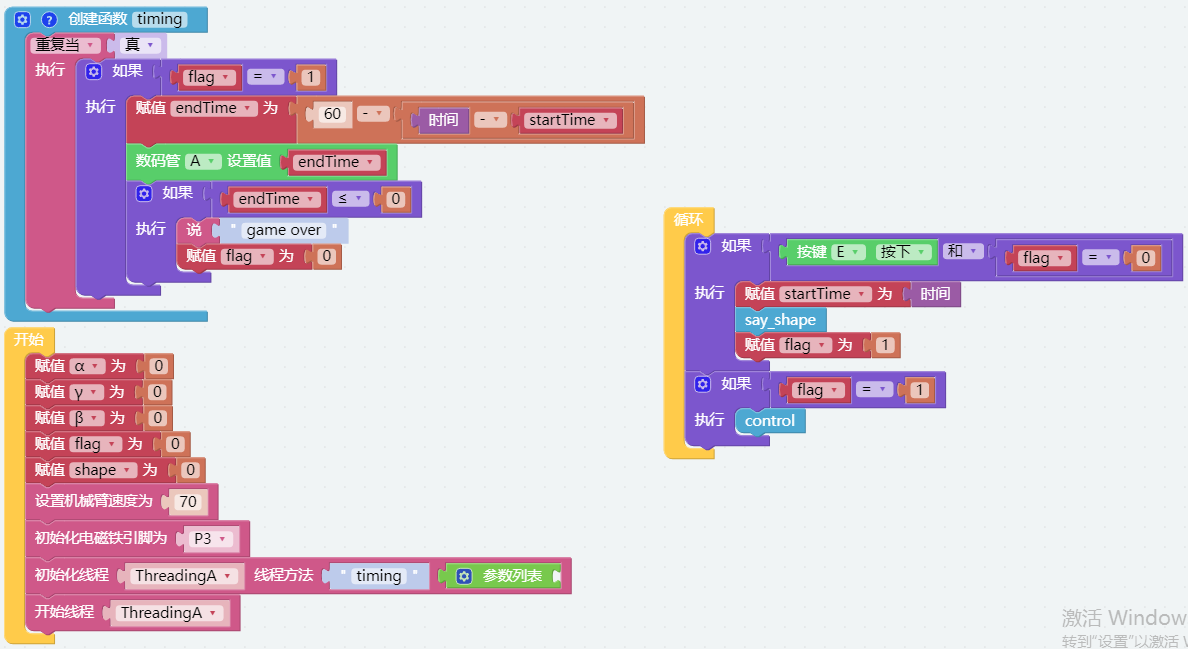 ? 创建函数 timing
重复当 真
执行 如果 flag = 1
执行 赋值 endTime 为 60 - 时间 - startTime
数码管 A 设置值 endTime
如果 endTime ≤ 0
执行 说 " game over "
赋值 flag 为 0
开始
赋值 α 为 0
赋值 γ 为 0
赋值 β 为 0
赋值 flag 为 0
赋值 shape 为 0
设置机械臂速度为 70
初始化电磁铁引脚为 P3
初始化线程 ThreadingA 线程方法 " timing " 参数列表
开始线程 ThreadingA
循环
如果 按键 E 按下 和 flag = 0
执行 赋值 startTime 为 时间
say_shape
赋值 flag 为 1
如果 flag = 1
执行 control
激活 Window
转到"设置"以激活 W